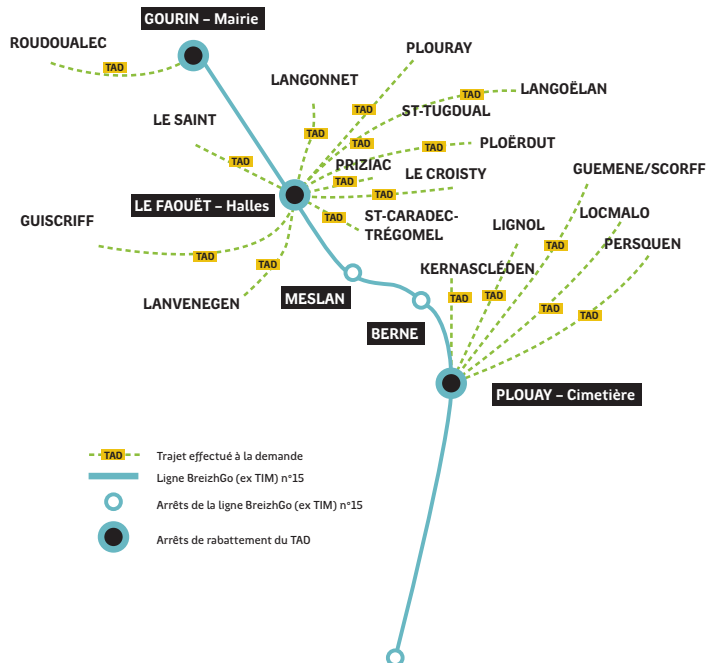 GOURIN – Mairie
ROUDOUALEC
TAD
PLOURAY
LANGONNET
TAD
LANGOËLAN
TAD
ST-TUGDUAL
TAD
LE SAINT
TAD
TAD
TAD
PLOËRDUT
TAD
PRIZIAC
TAD
LE CROISTY
TAD
GUEMENE/SCORFF
TAD
LE FAOUËT – Halles
ST-CARADEC-
TRÉGOMEL
TAD
LIGNOL
TAD
LOCMALO
TAD
PERSQUEN
TAD
GUISCRIFF
TAD
TAD
LANVENEGEN
KERNASCLÉDEN
TAD
MESLAN
BERNE
PLOUAY – Cimetière
TAD
Trajet effectué à la demande
Ligne BreizhGo (ex TIM) n°15
Arrêts de la ligne BreizhGo (ex TIM) n°15
Arrêts de rabattement du TAD